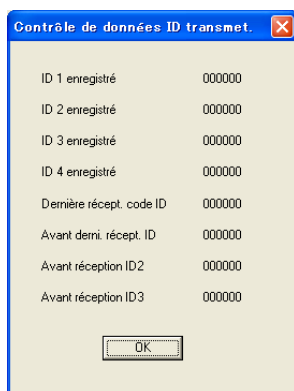 Contrôle de données ID transmet.
ID 1 enregistré 000000
ID 2 enregistré 000000
ID 3 enregistré 000000
ID 4 enregistré 000000
Dernière récept. code ID 000000
Avant derni. récept. ID 000000
Avant réception ID2 000000
Avant réception ID3 000000
OK